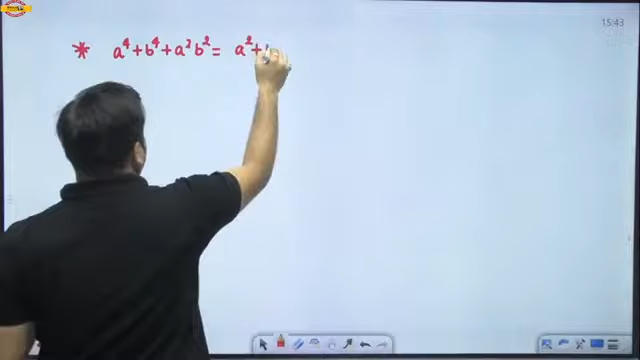 15:43
* a⁴+b⁴+a²b² = a²+